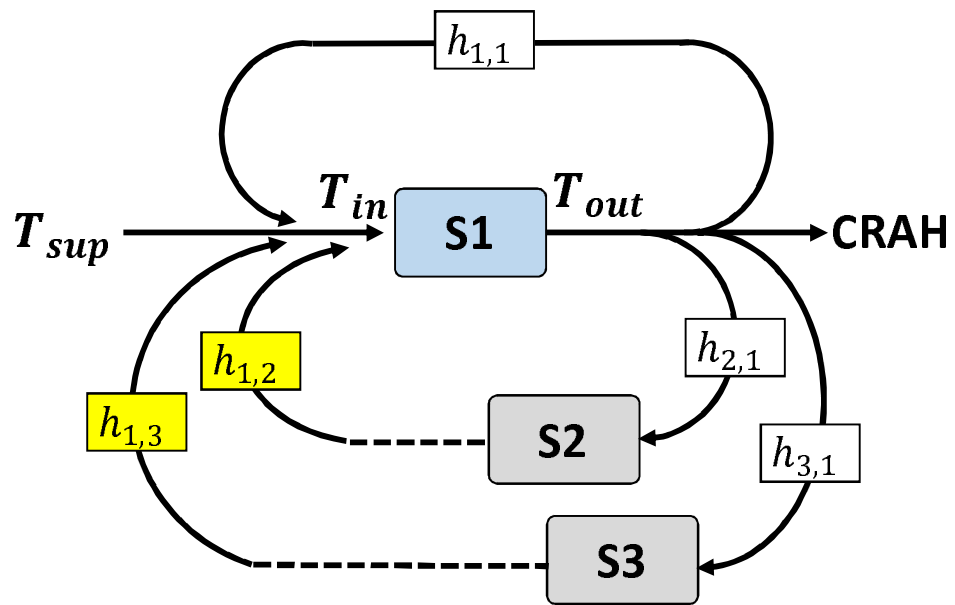 h1,1
Tsup
Tin
S1
Tout
CRAH
h1,2
h2,1
h1,3
S2
h3,1
S3